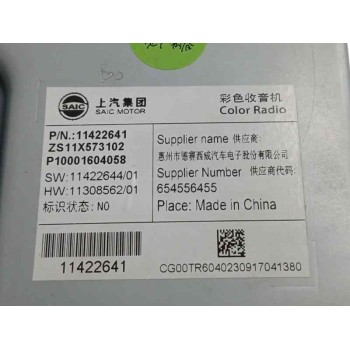 SAIC
上汽集团
SAIC MOTOR
彩色收音机
Color Radio
P/N.:11422641
ZS11X573102
P10001604058
SW:11422644/01
HW:11308562/01
标识状态: N0
Supplier name 供应商:
惠州市德赛西威汽车电子股份有限公司
Supplier Number 供应商代码:
654556455
Place: Made in China
11422641
CG00TR6040230917041380